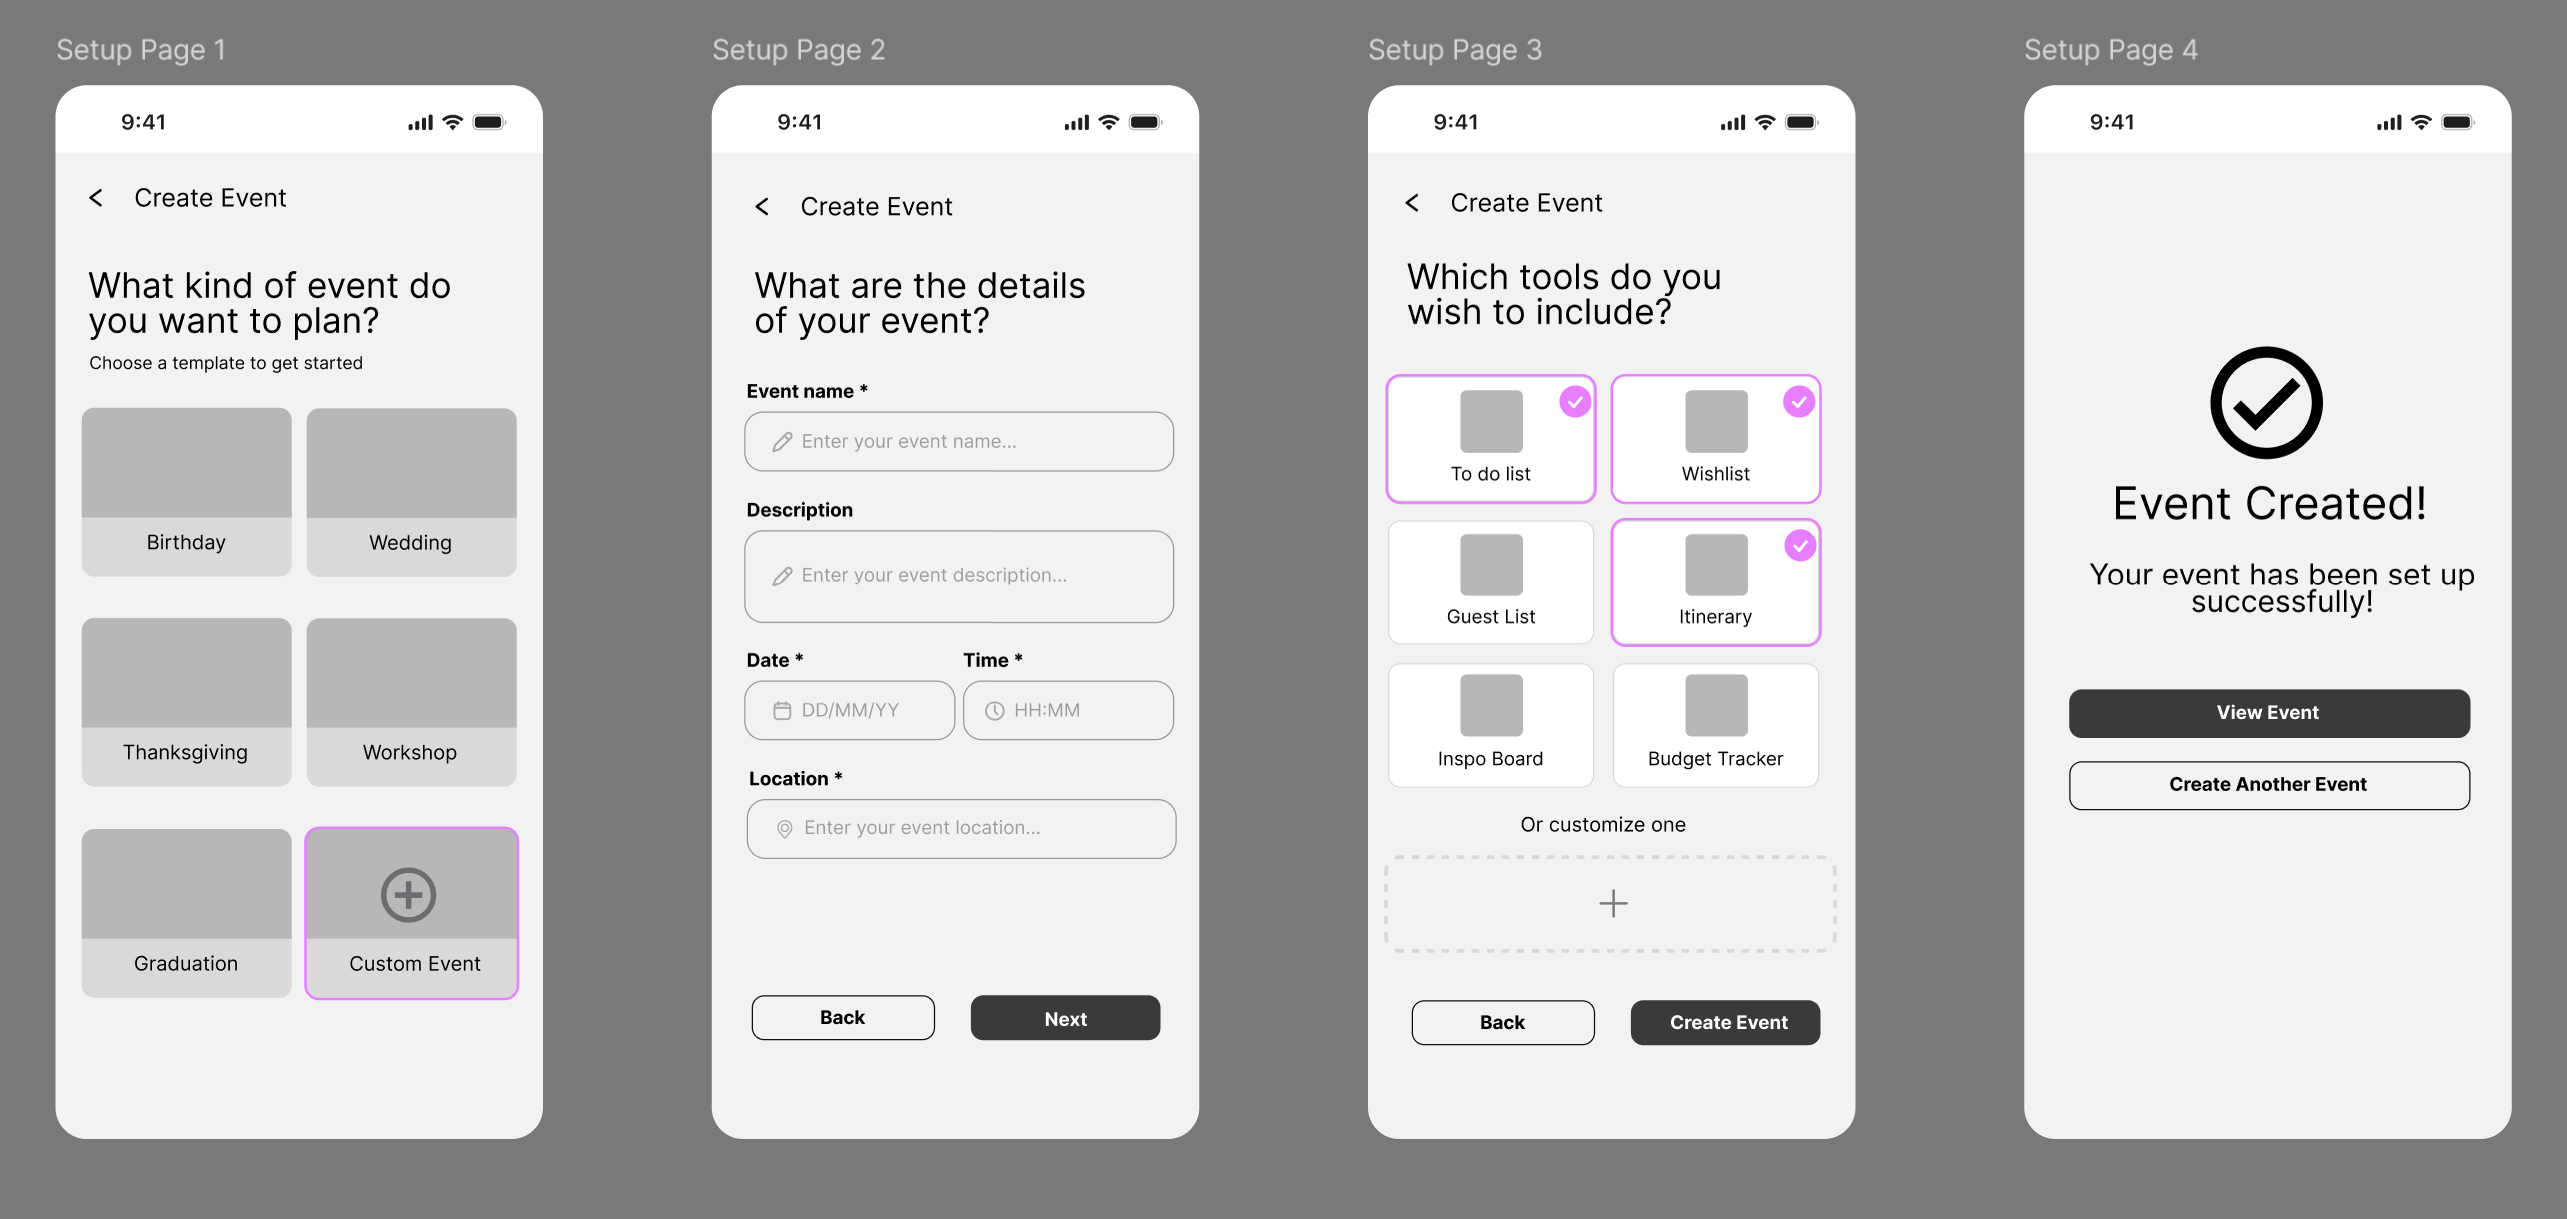 Setup Page 1
9:41
< Create Event
What kind of event do
you want to plan?
Choose a template to get started
Birthday
Wedding
Thanksgiving
Workshop
Graduation
Custom Event
Setup Page 2
9:41
< Create Event
What are the details
of your event?
Event name *
Enter your event name...
Description
Enter your event description...
Date *
Time *
DD/MM/YY
HH:MM
Location *
Enter your event location...
Back
Next
Setup Page 3
9:41
< Create Event
Which tools do you
wish to include?
To do list
Wishlist
Guest List
Itinerary
Inspo Board
Budget Tracker
Or customize one
Back
Create Event
Setup Page 4
9:41
Event Created!
Your event has been set up
successfully!
View Event
Create Another Event